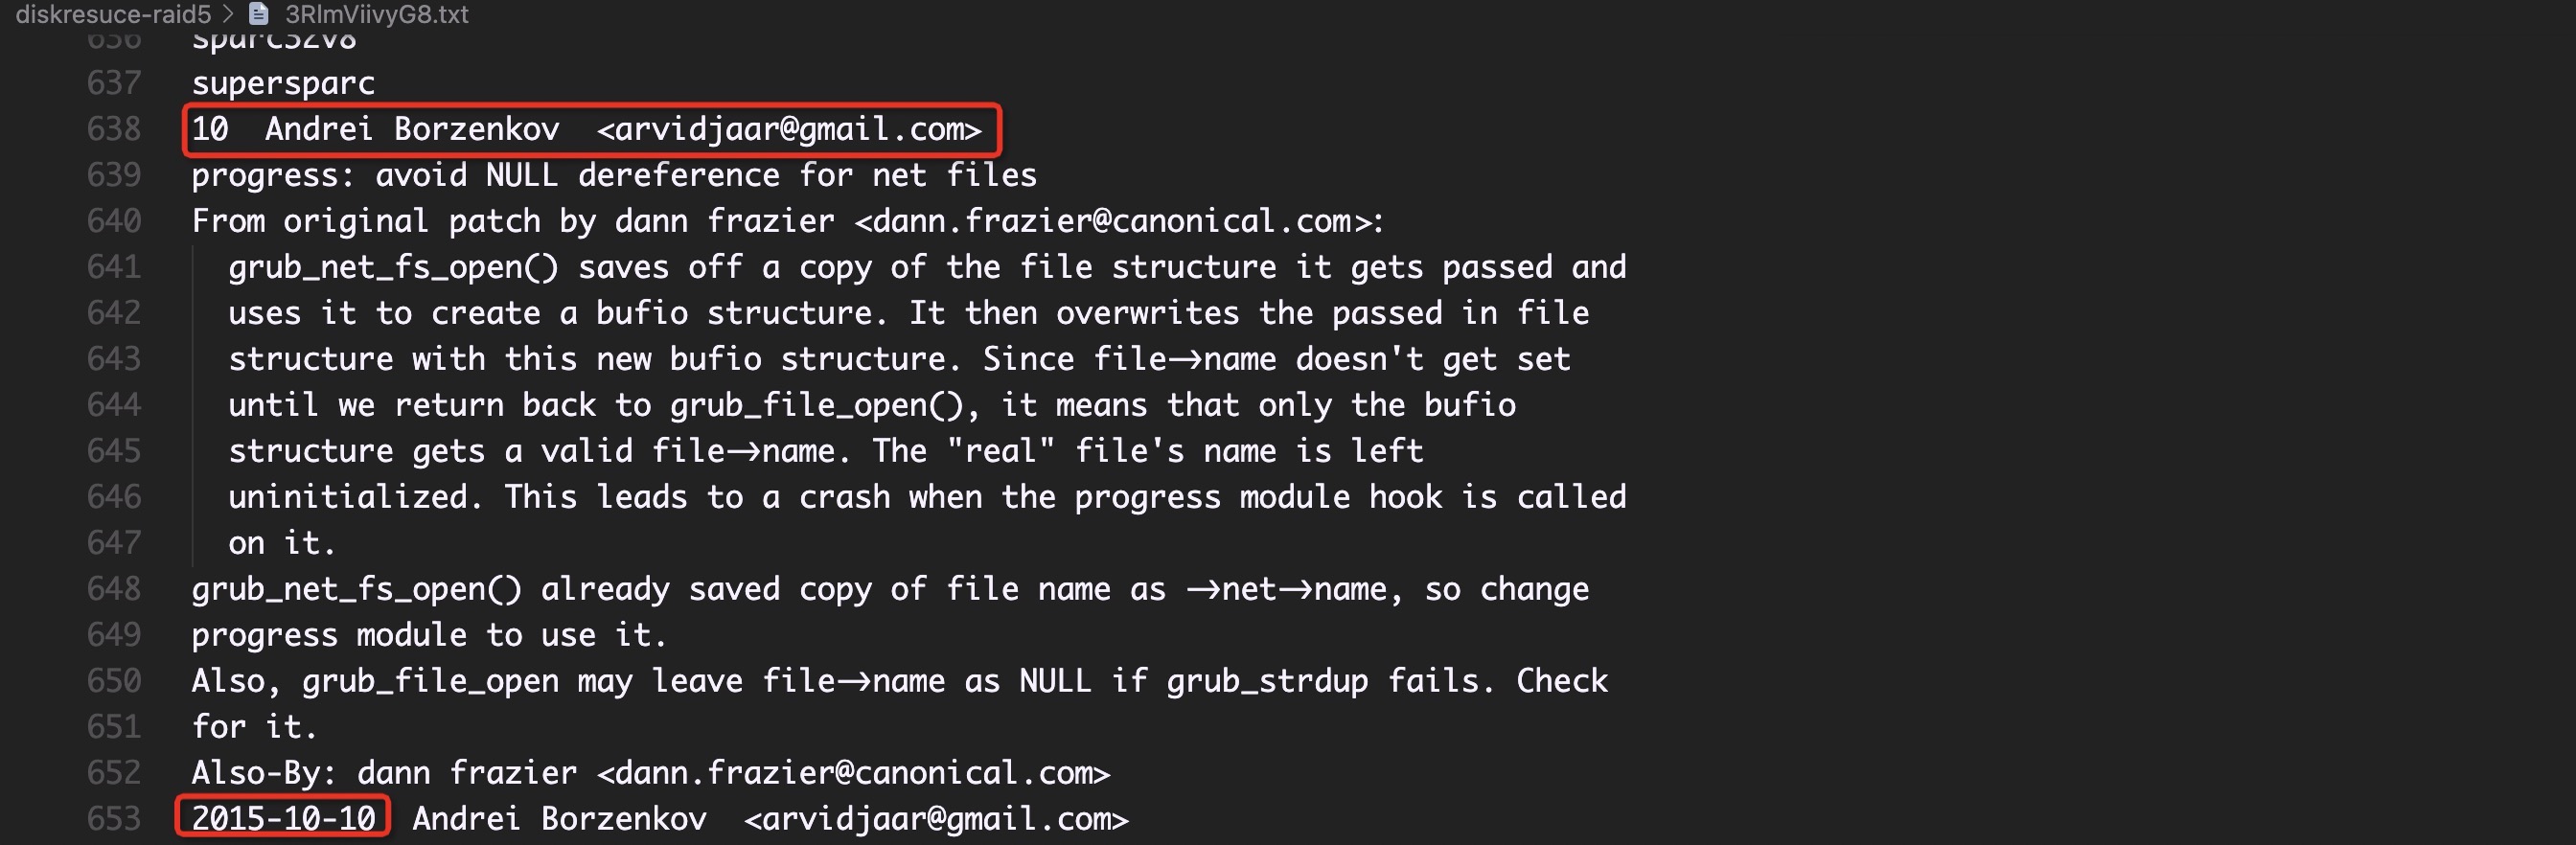 diskresuce-raid5 > 3RlmViivyG8.txt
636 sparc32v8
637 supersparc
638 10  Andrei Borzenkov  <arvidjaar@gmail.com>
639 progress: avoid NULL dereference for net files
640 From original patch by dann frazier <dann.frazier@canonical.com>:
641   grub_net_fs_open() saves off a copy of the file structure it gets passed and
642   uses it to create a bufio structure. It then overwrites the passed in file
643   structure with this new bufio structure. Since file->name doesn't get set
644   until we return back to grub_file_open(), it means that only the bufio
645   structure gets a valid file->name. The "real" file's name is left
646   uninitialized. This leads to a crash when the progress module hook is called
647   on it.
648 grub_net_fs_open() already saved copy of file name as ->net->name, so change
649 progress module to use it.
650 Also, grub_file_open may leave file->name as NULL if grub_strdup fails. Check
651 for it.
652 Also-By: dann frazier <dann.frazier@canonical.com>
653 2015-10-10  Andrei Borzenkov  <arvidjaar@gmail.com>